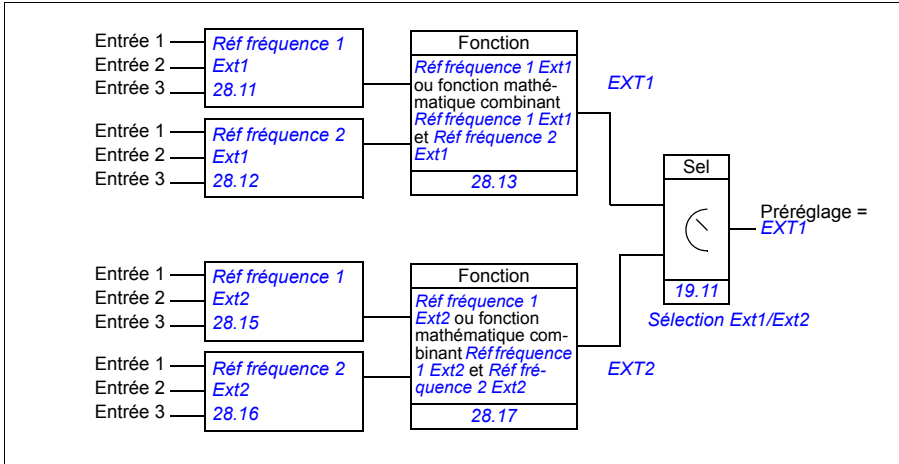 Entrée 1
Entrée 2
Entrée 3
Réf fréquence 1
Ext1
28.11
Entrée 1
Entrée 2
Entrée 3
Réf fréquence 2
Ext1
28.12
Fonction
Réf fréquence 1 Ext1
ou fonction mathé-
matique combinant
Réf fréquence 1 Ext1
et Réf fréquence 2
Ext1
28.13
EXT1
Entrée 1
Entrée 2
Entrée 3
Réf fréquence 1
Ext2
28.15
Entrée 1
Entrée 2
Entrée 3
Réf fréquence 2
Ext2
28.16
Fonction
Réf fréquence 1
Ext2 ou fonction
mathématique com-
binant Réf fréquence
1 Ext2 et Réf fré-
quence 2 Ext2
28.17
EXT2
Sel
19.11
Sélection Ext1/Ext2
Préréglage =
EXT1